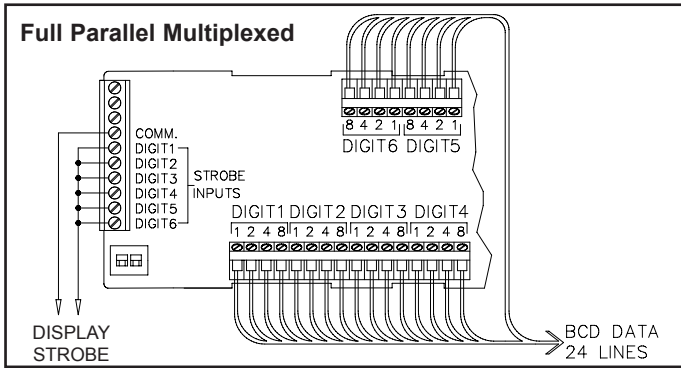 Full Parallel Multiplexed
8 4 2 1 8 4 2 1
DIGIT6 DIGIT5
COMM.
DIGIT1
DIGIT2
DIGIT3
DIGIT4
DIGIT5
DIGIT6
STROBE
INPUTS
DIGIT1 DIGIT2 DIGIT3 DIGIT4
1 2 4 8 1 2 4 8 1 2 4 8 1 2 4 8
DISPLAY
STROBE
BCD DATA
24 LINES